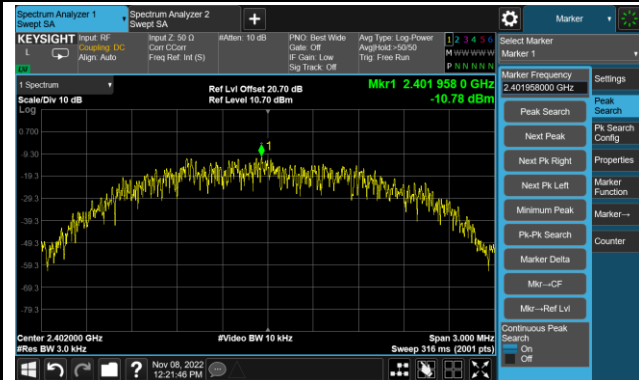 Spectrum Analyzer 1
Swept SA
Spectrum Analyzer 2
Swept SA
+
Marker
KEYSIGHT
L
Input: RF
Coupling: DC
Align: Auto
Input Z: 50 Ω
Corr CCorr
Freq Ref: Int (S)
#Atten: 10 dB
PNO: Best Wide
Gate: Off
IF Gain: Low
Sig Track: Off
Avg Type: Log-Power
Avg|Hold:>50/50
Trig: Free Run
1 2 3 4 5 6
M W W W W W
P N N N N N
Select Marker
Marker 1
1 Spectrum
Scale/Div 10 dB
Log
Ref Lvl Offset 20.70 dB
Ref Level 10.70 dBm
Mkr1 2.401 958 0 GHz
-10.78 dBm
0.700
-9.30
-19.3
-29.3
-39.3
-49.3
-59.3
-69.3
-79.3
1
Center 2.402000 GHz
#Res BW 3.0 kHz
#Video BW 10 kHz
Span 3.000 MHz
Sweep 316 ms (2001 pts)
Marker Frequency
2.401958000 GHz
Peak Search
Next Peak
Next Pk Right
Next Pk Left
Minimum Peak
Pk-Pk Search
Marker Delta
Mkr→CF
Mkr→Ref Lvl
Continuous Peak
Search
On
Off
Settings
Peak
Search
Pk Search
Config
Properties
Marker
Function
Marker→
Counter
?
Nov 08, 2022
12:21:46 PM